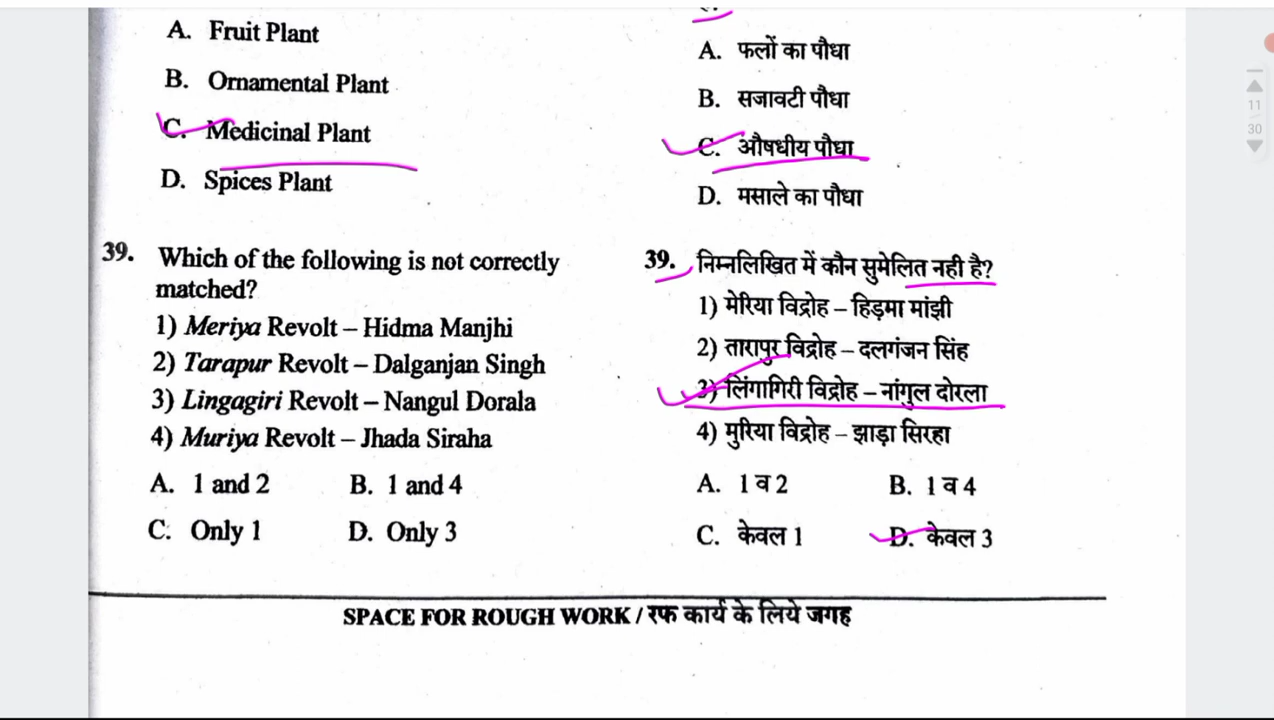 A. Fruit Plant
B. Ornamental Plant
C. Medicinal Plant
D. Spices Plant
39. Which of the following is not correctly
matched?
1) Meriya Revolt – Hidma Manjhi
2) Tarapur Revolt – Dalganjan Singh
3) Lingagiri Revolt – Nangul Dorala
4) Muriya Revolt – Jhada Siraha
A. 1 and 2 B. 1 and 4
C. Only 1 D. Only 3
A. फलों का पौधा
B. सजावटी पौधा
C. औषधीय पौधा
D. मसाले का पौधा
39. निम्नलिखित में कौन सुमेलित नही है?
1) मेरिया विद्रोह – हिड़मा मांझी
2) तारापुर विद्रोह – दलगंजन सिंह
3) लिंगागिरी विद्रोह – नांगुल दोरला
4) मुरिया विद्रोह – झाड़ा सिरहा
A. 1 व 2 B. 1 व 4
C. केवल 1 D. केवल 3
SPACE FOR ROUGH WORK / रफ कार्य के लिये जगह
11
30